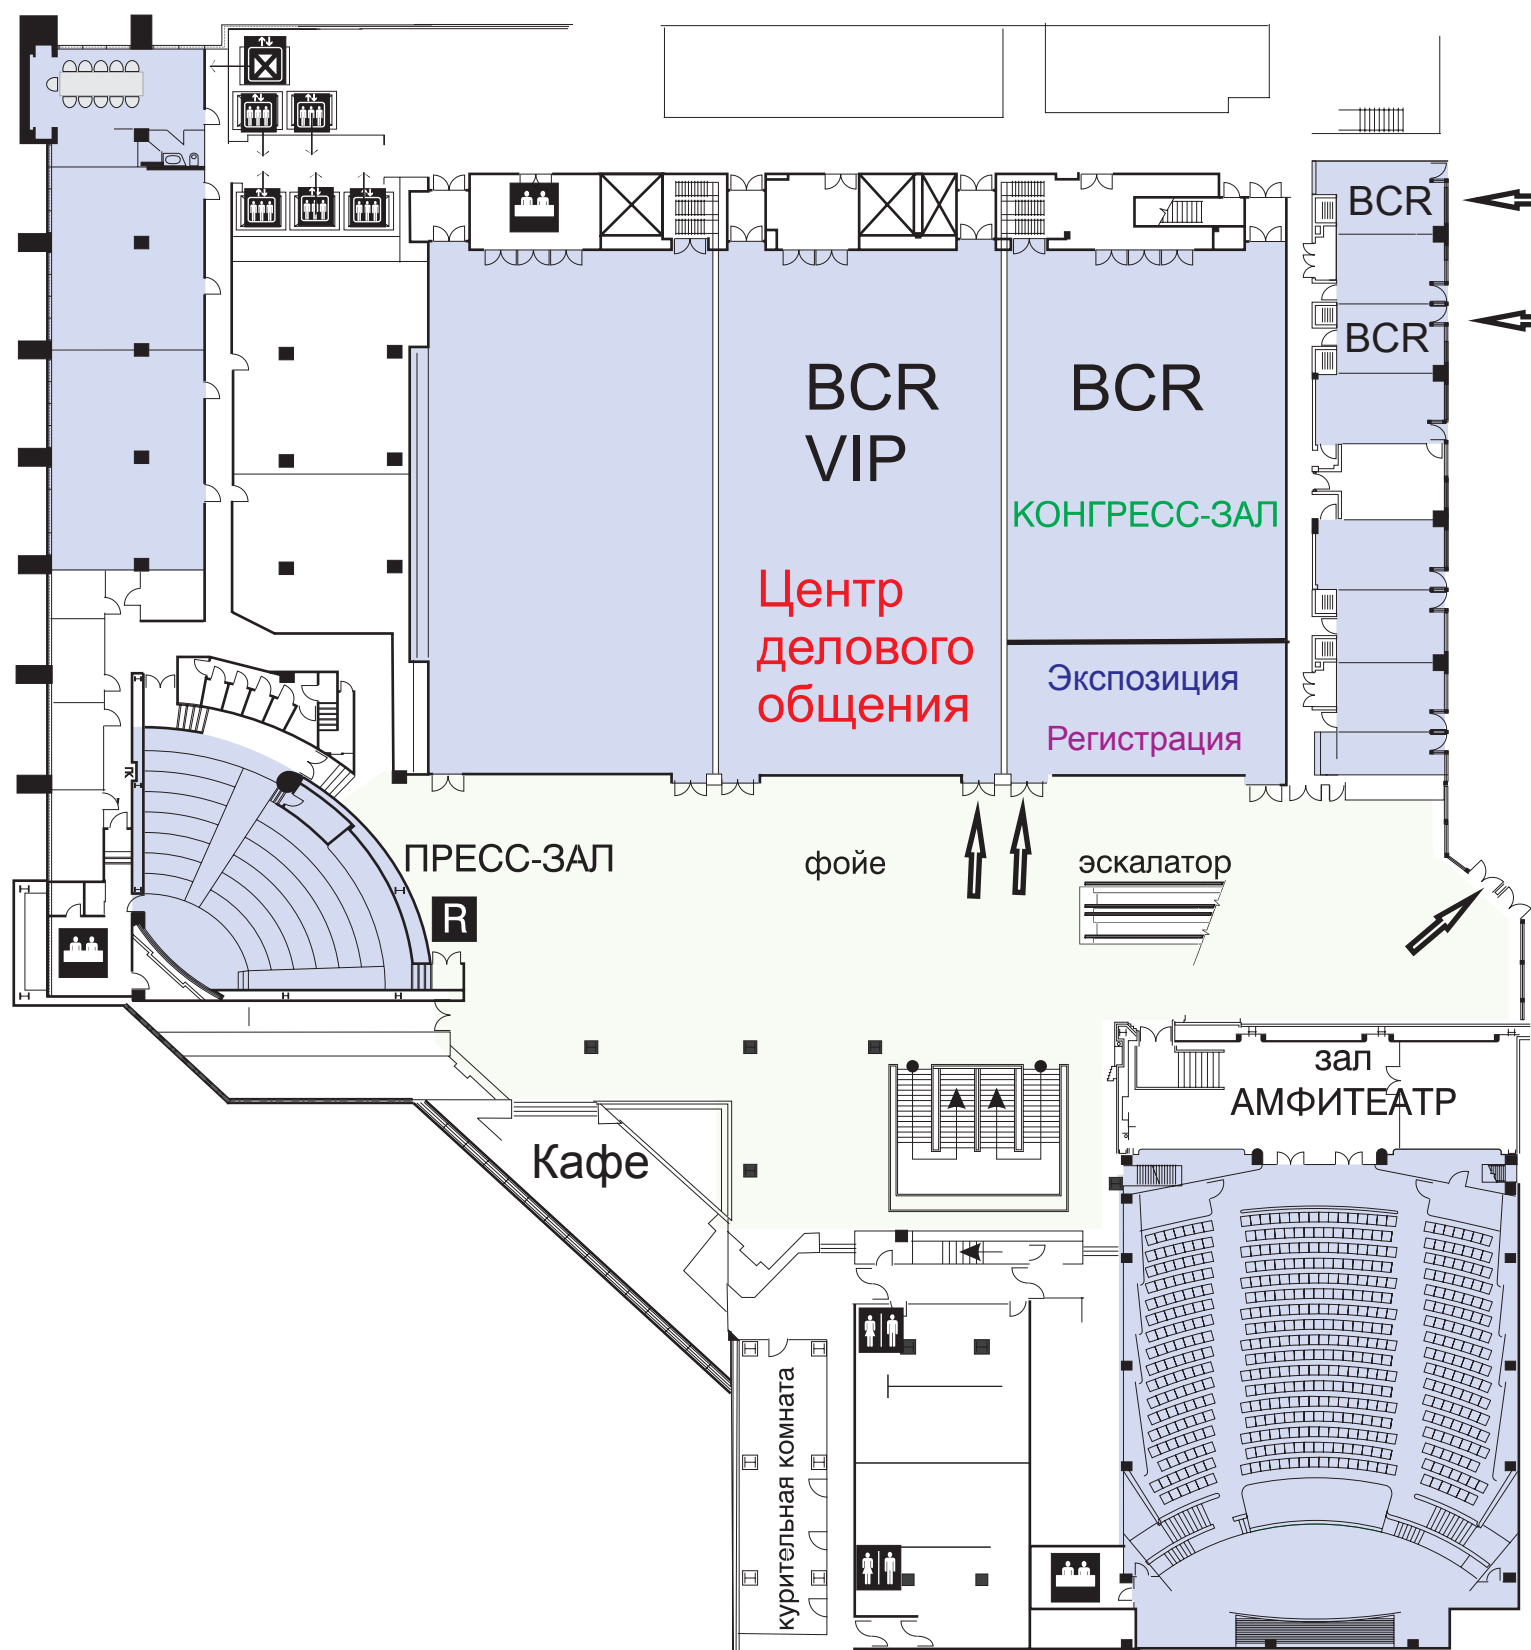 BCR
BCR
BCR
VIP
BCR
КОНГРЕСС-ЗАЛ
Центр
делового
общения
Экспозиция
Регистрация
ПК
ПРЕСС-ЗАЛ
фойе
эскалатор
R
зал
АМФИТЕАТР
Кафе
курительная комната